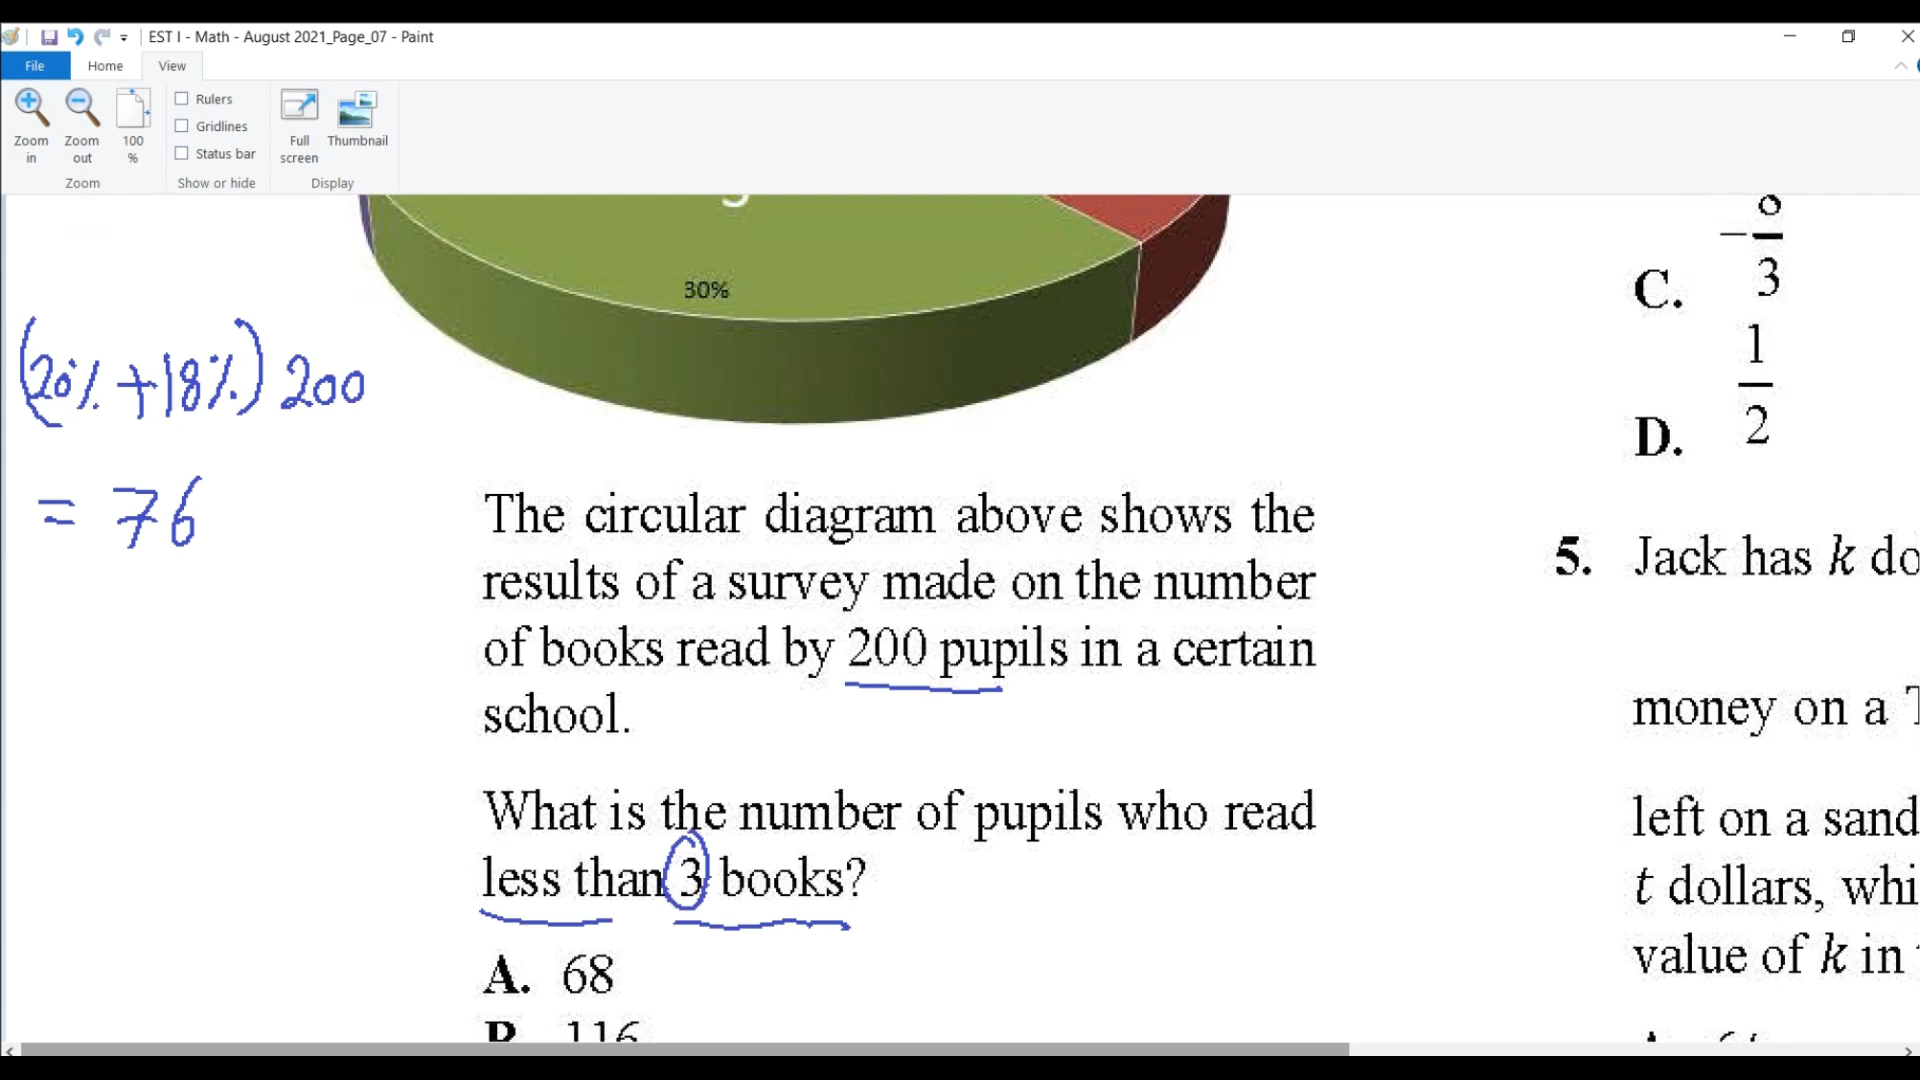 EST I - Math - August 2021_Page_07 - Paint
File Home View
Zoom in
Zoom out
100 %
Rulers
Gridlines
Status bar
Full screen
Thumbnail
Zoom
Show or hide
Display
30%
(20% + 18%) 200
= 76
The circular diagram above shows the
results of a survey made on the number
of books read by 200 pupils in a certain
school.
What is the number of pupils who read
less than 3 books?
A. 68
B. 116
C. -8/3
D. 1/2
5. Jack has k do
money on a T
left on a sand
t dollars, whi
value of k in